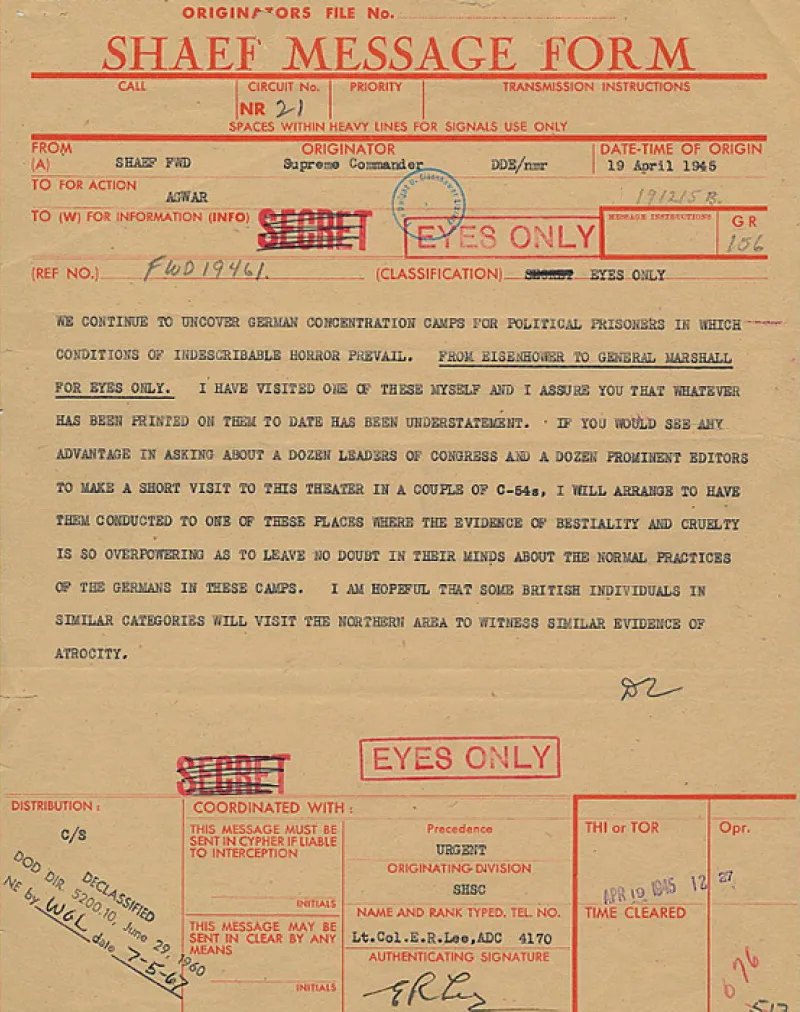 ORIGINATORS FILE No.
SHAEF MESSAGE FORM
CALL CIRCUIT No. PRIORITY TRANSMISSION INSTRUCTIONS
NR 21
SPACES WITHIN HEAVY LINES FOR SIGNALS USE ONLY
FROM ORIGINATOR DATE-TIME OF ORIGIN
(A) SHAEF FWD Supreme Commander DDE/nmr 19 April 1945
TO FOR ACTION
AGWAR 191215 B.
TO (W) FOR INFORMATION (INFO) SECRET EYES ONLY MESSAGE INSTRUCTIONS GR
156
(REF NO.) FWD 19461. (CLASSIFICATION) SECRET EYES ONLY
WE CONTINUE TO UNCOVER GERMAN CONCENTRATION CAMPS FOR POLITICAL PRISONERS IN WHICH
CONDITIONS OF INDESCRIBABLE HORROR PREVAIL. FROM EISENHOWER TO GENERAL MARSHALL
FOR EYES ONLY. I HAVE VISITED ONE OF THESE MYSELF AND I ASSURE YOU THAT WHATEVER
HAS BEEN PRINTED ON THEM TO DATE HAS BEEN UNDERSTATEMENT. IF YOU WOULD SEE ANY
ADVANTAGE IN ASKING ABOUT A DOZEN LEADERS OF CONGRESS AND A DOZEN PROMINENT EDITORS
TO MAKE A SHORT VISIT TO THIS THEATER IN A COUPLE OF C-54s, I WILL ARRANGE TO HAVE
THEM CONDUCTED TO ONE OF THESE PLACES WHERE THE EVIDENCE OF BESTIALITY AND CRUELTY
IS SO OVERPOWERING AS TO LEAVE NO DOUBT IN THEIR MINDS ABOUT THE NORMAL PRACTICES
OF THE GERMANS IN THESE CAMPS. I AM HOPEFUL THAT SOME BRITISH INDIVIDUALS IN
SIMILAR CATEGORIES WILL VISIT THE NORTHERN AREA TO WITNESS SIMILAR EVIDENCE OF
ATROCITY.
SECRET EYES ONLY
DISTRIBUTION :
c/s
DECLASSIFIED
DOD DIR. 5200.10, June 29, 1960
NE by WGL date 7-5-67
COORDINATED WITH :
THIS MESSAGE MUST BE
SENT IN CYPHER IF LIABLE
TO INTERCEPTION
INITIALS
THIS MESSAGE MAY BE
SENT IN CLEAR BY ANY
MEANS
INITIALS
Precedence
URGENT
ORIGINATING DIVISION
SHSC
NAME AND RANK TYPED. TEL. NO.
Lt.Col.E.R.Lee,ADC 4170
AUTHENTICATING SIGNATURE
E R Lee
THI or TOR Opr.
APR 19 1945 12 27
TIME CLEARED
676
517